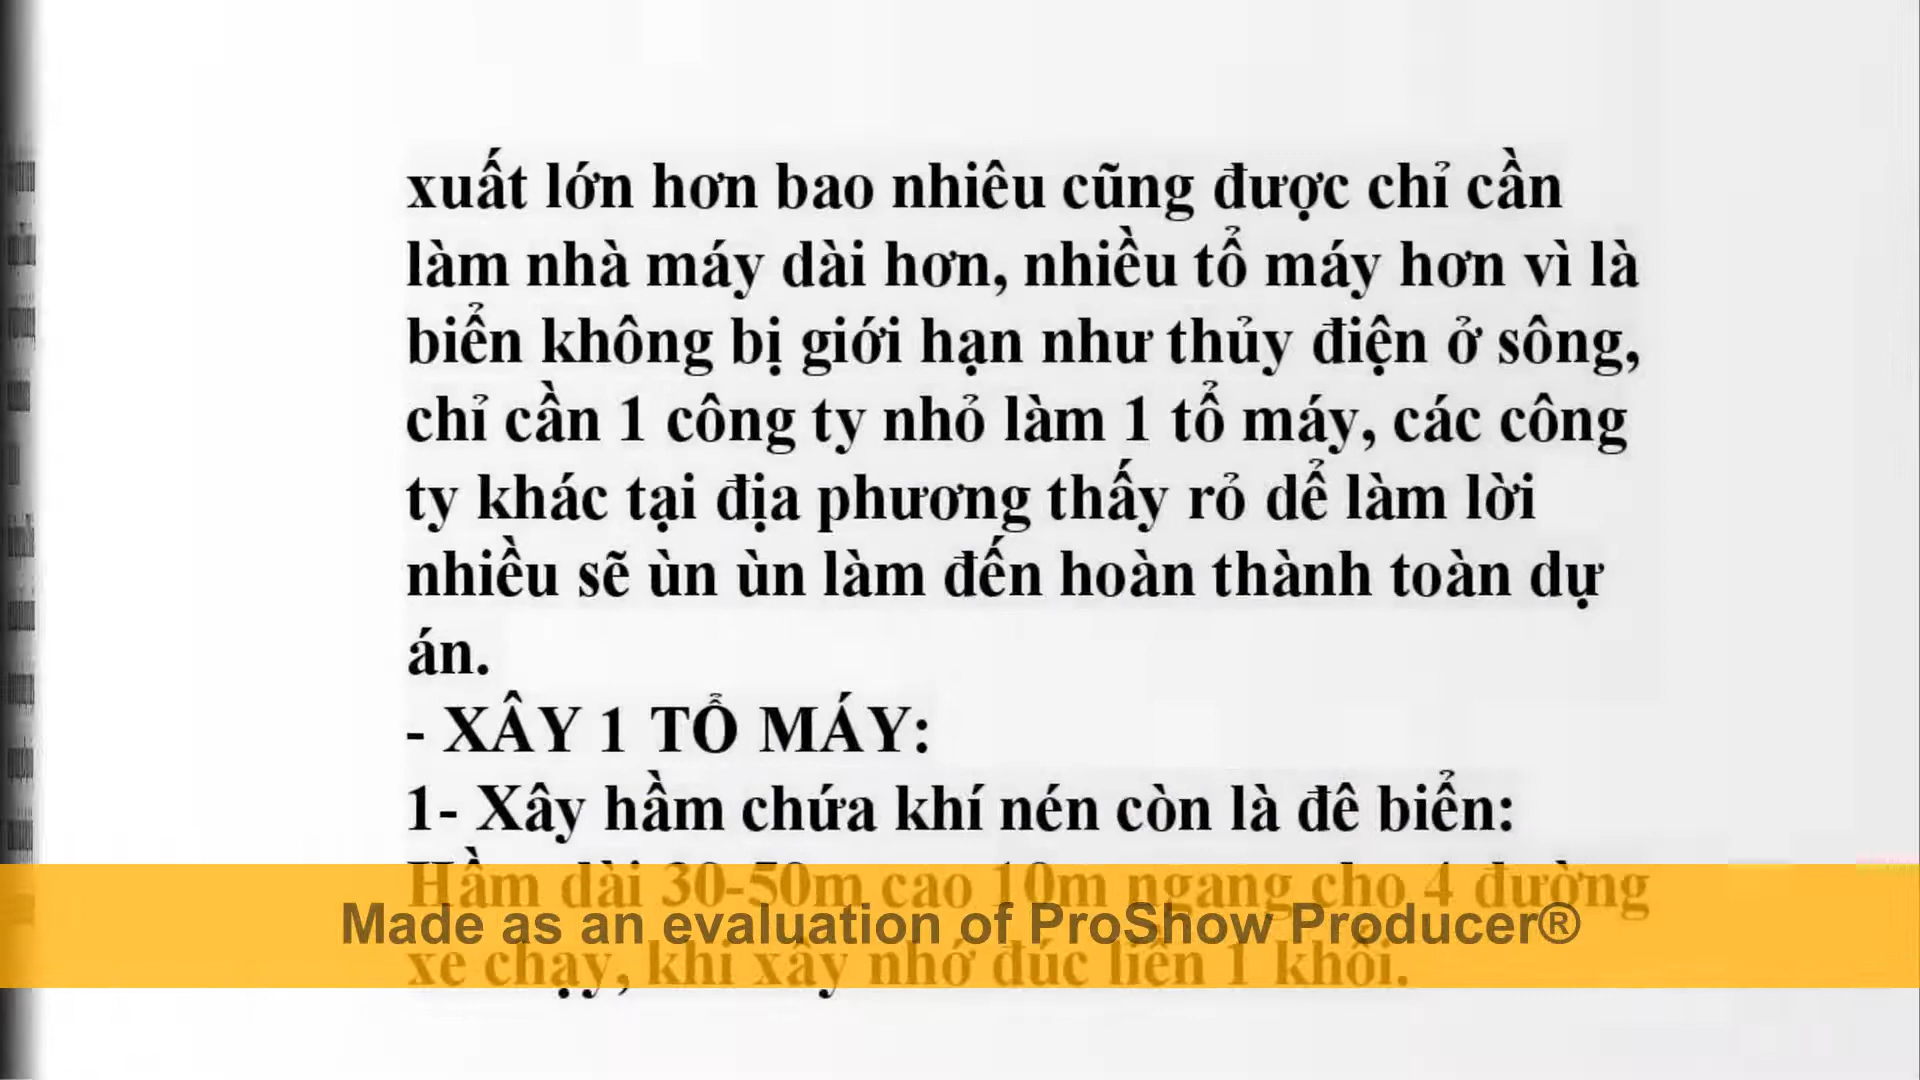 xuất lớn hơn bao nhiêu cũng được chỉ cần
làm nhà máy dài hơn, nhiều tổ máy hơn vì là
biển không bị giới hạn như thủy điện ở sông,
chỉ cần 1 công ty nhỏ làm 1 tổ máy, các công
ty khác tại địa phương thấy rỏ dể làm lời
nhiều sẽ ùn ùn làm đến hoàn thành toàn dự
án.
- XÂY 1 TỔ MÁY:
1- Xây hầm chứa khí nén còn là đê biển:
Hầm dài 30-50m cao 10m ngang cho 4 đường
Made as an evaluation of ProShow Producer®
xe chạy, khi xây nhớ đúc liền 1 khối.